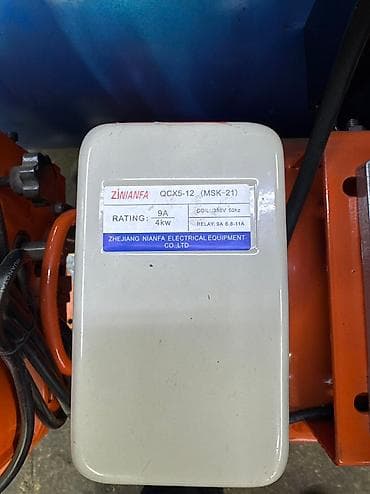 ZINIANFA QCX5-12 (MSK-21)
RATING: 9A 4kw
COIL: 380V 50hz
RELAY: 9A 6.8-11A
ZHEJIANG NIANFA ELECTRICAL EQUIPMENT
CO.,LTD